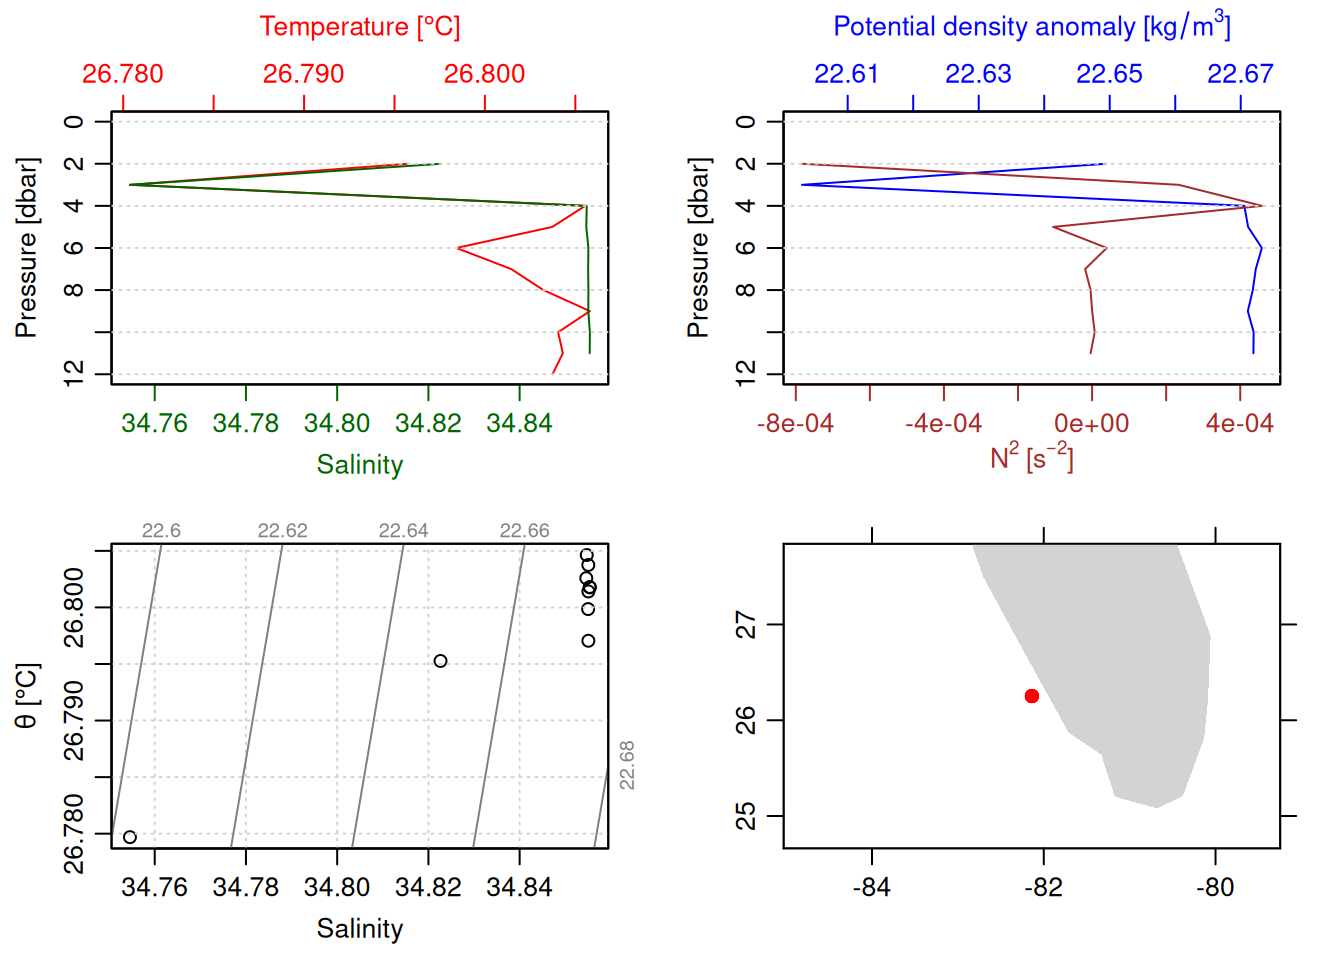 Temperature [°C]
26.780 26.790 26.800
Pressure [dbar]
0
2
4
6
8
12
34.76 34.78 34.80 34.82 34.84
Salinity
Potential density anomaly [kg/m³]
22.61 22.63 22.65 22.67
Pressure [dbar]
0
2
4
6
8
12
-8e-04 -4e-04 0e+00 4e-04
N² [s⁻²]
22.6 22.62 22.64 22.66
22.68
θ [°C]
26.800
26.790
26.780
34.76 34.78 34.80 34.82 34.84
Salinity
27
26
25
-84 -82 -80